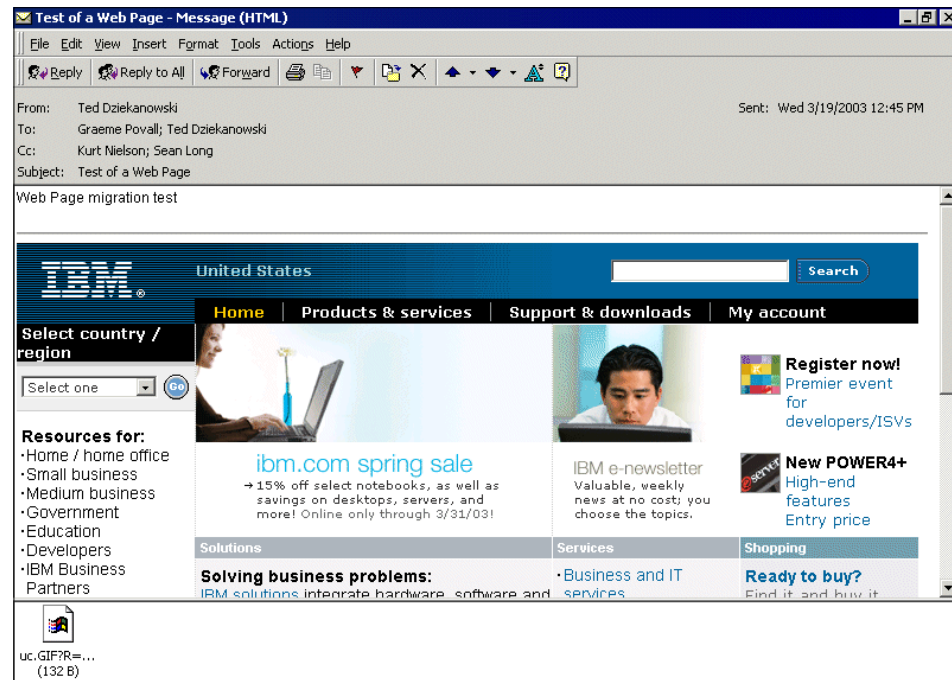 Test of a Web Page - Message (HTML)
File Edit View Insert Format Tools Actions Help
Reply Reply to All Forward
From: Ted Dziekanowski Sent: Wed 3/19/2003 12:45 PM
To: Graeme Povall; Ted Dziekanowski
Cc: Kurt Nielson; Sean Long
Subject: Test of a Web Page
Web Page migration test
IBM® United States Search
Home Products & services Support & downloads My account
Select country /
region
Select one Go
Resources for:
·Home / home office
·Small business
·Medium business
·Government
·Education
·Developers
·IBM Business
Partners
ibm.com spring sale
→15% off select notebooks, as well as
savings on desktops, servers, and
more! Online only through 3/31/03!
IBM e-newsletter
Valuable, weekly
news at no cost; you
choose the topics.
Register now!
Premier event
for
developers/ISVs
eserver
New POWER4+
High-end
features
Entry price
Solutions
Solving business problems:
IBM solutions integrate hardware, software and
Services
·Business and IT
services
Shopping
Ready to buy?
Find it and buy it
uc.GIF?R=...
(132 B)